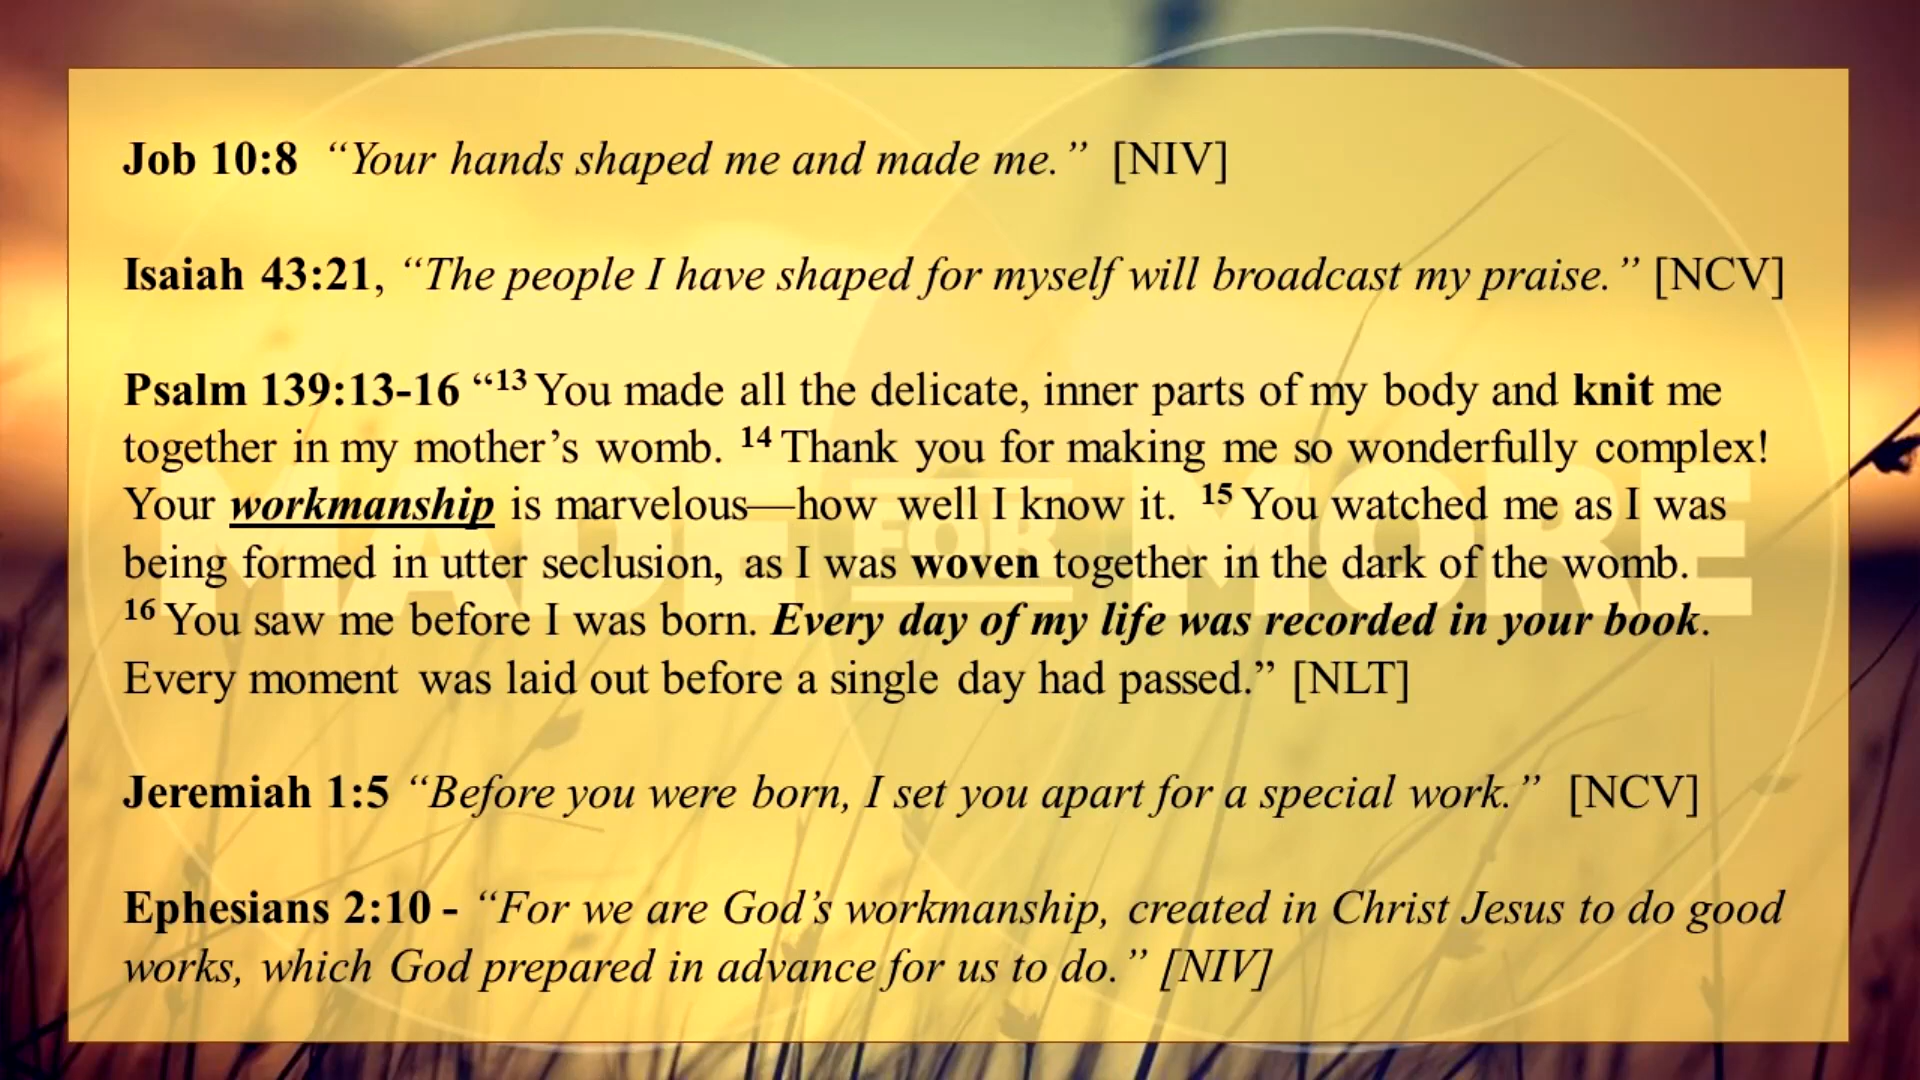 Job 10:8 “Your hands shaped me and made me.” [NIV]
Isaiah 43:21, “The people I have shaped for myself will broadcast my praise.” [NCV]
Psalm 139:13-16 “13 You made all the delicate, inner parts of my body and knit me
together in my mother’s womb. 14 Thank you for making me so wonderfully complex!
Your workmanship is marvelous—how well I know it. 15 You watched me as I was
being formed in utter seclusion, as I was woven together in the dark of the womb.
16 You saw me before I was born. Every day of my life was recorded in your book.
Every moment was laid out before a single day had passed.” [NLT]
Jeremiah 1:5 “Before you were born, I set you apart for a special work.” [NCV]
Ephesians 2:10 - “For we are God’s workmanship, created in Christ Jesus to do good
works, which God prepared in advance for us to do.” [NIV]
MADE FOR MORE